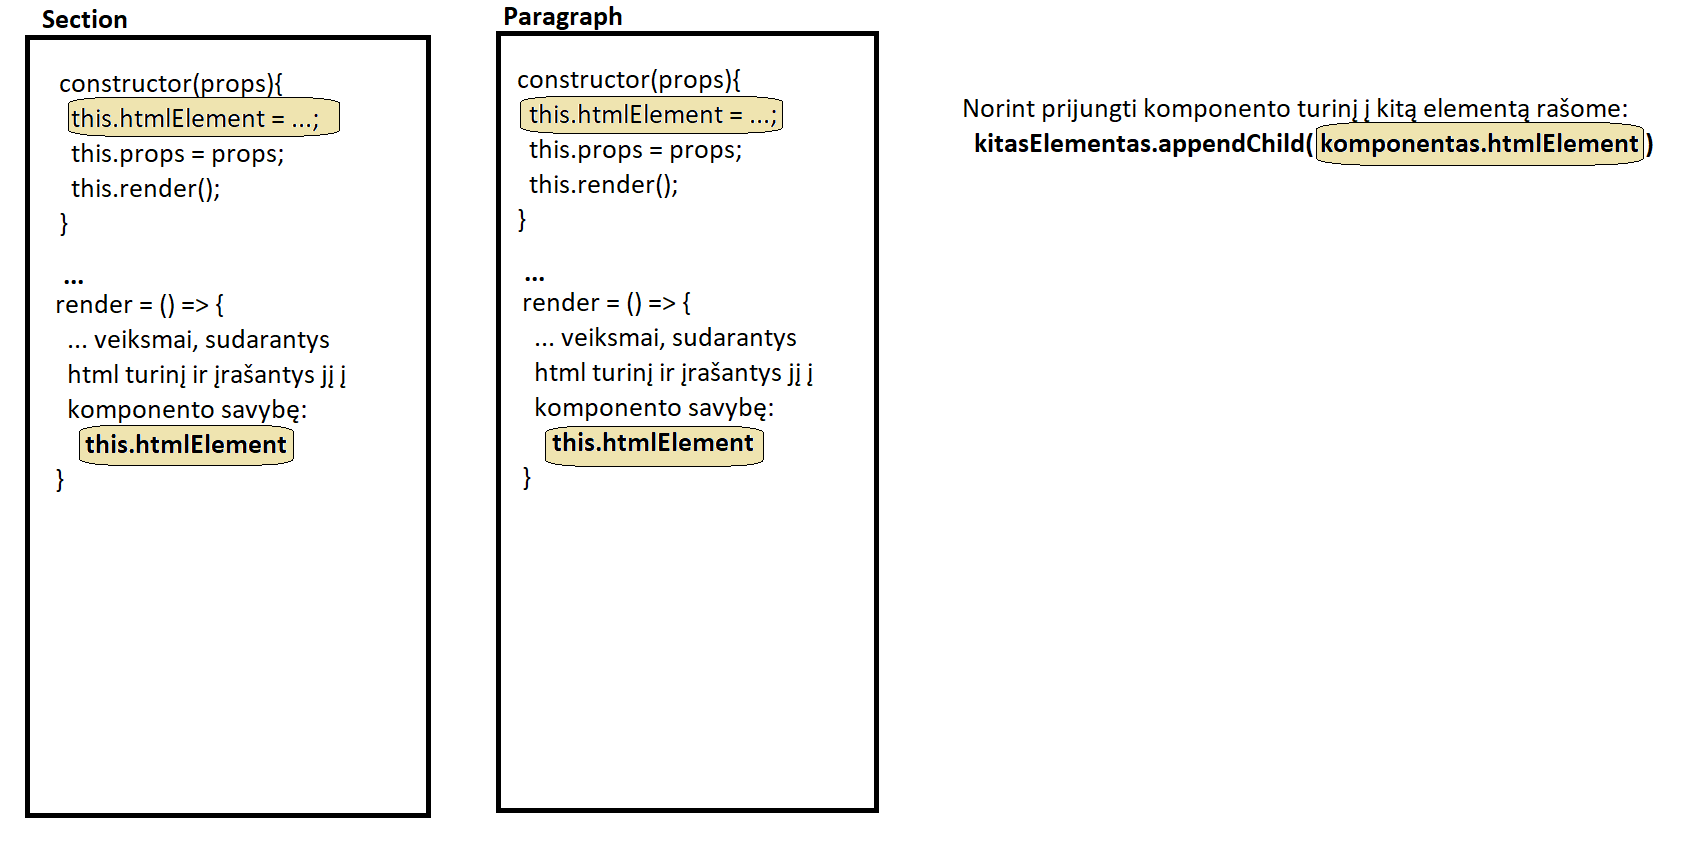 Section
constructor(props){
this.htmlElement = ...;
this.props = props;
this.render();
}
...
render = () => {
... veiksmai, sudarantys
html turinį ir įrašantys jį į
komponento savybę:
this.htmlElement
}
Paragraph
constructor(props){
this.htmlElement = ...;
this.props = props;
this.render();
}
...
render = () => {
... veiksmai, sudarantys
html turinį ir įrašantys jį į
komponento savybę:
this.htmlElement
}
Norint prijungti komponento turinį į kitą elementą rašome:
kitasElementas.appendChild(komponentas.htmlElement)